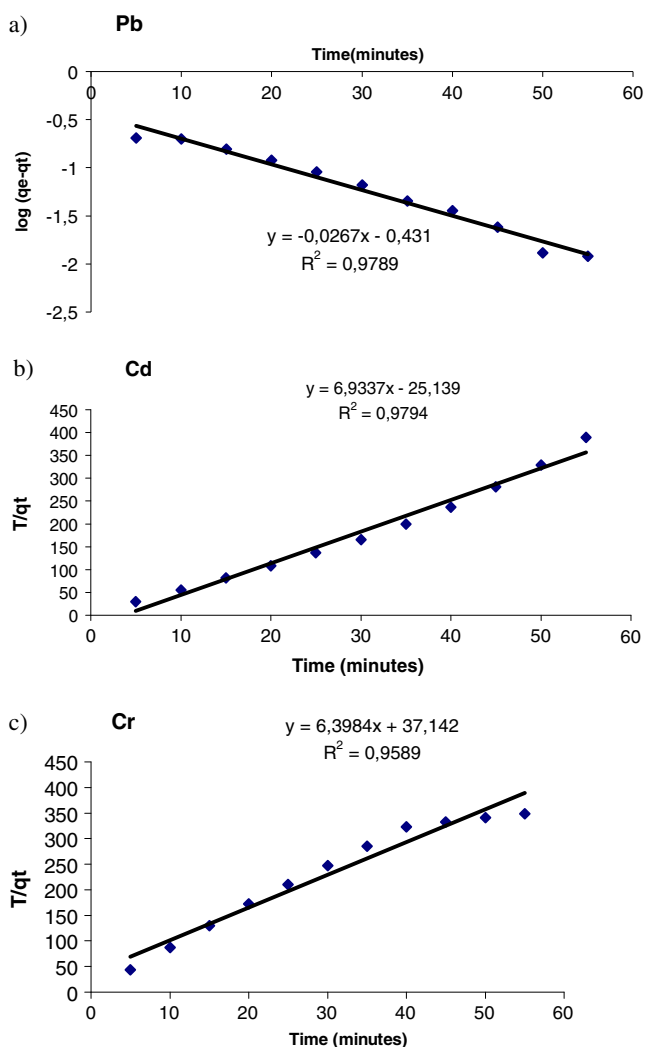 a) Pb
Time(minutes)
0 10 20 30 40 50 60
0
-0,5
-1
-1,5
-2
-2,5
log (qe-qt)
y = -0,0267x - 0,431
R² = 0,9789
b) Cd
y = 6,9337x - 25,139
R² = 0,9794
450
400
350
300
250
200
150
100
50
0
T/qt
0 10 20 30 40 50 60
Time (minutes)
c) Cr
y = 6,3984x + 37,142
R² = 0,9589
450
400
350
300
250
200
150
100
50
0
T/qt
0 10 20 30 40 50 60
Time (minutes)